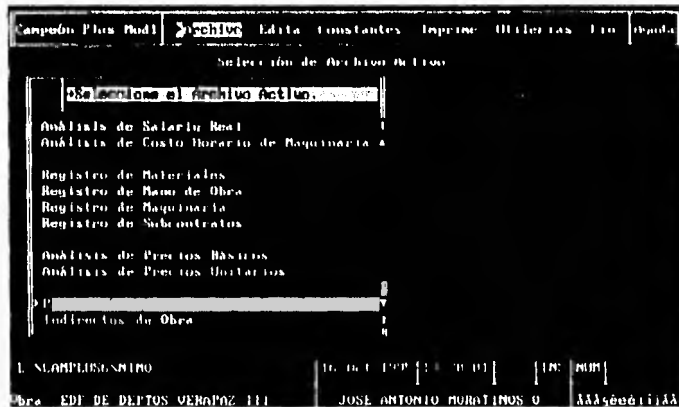 Campeón Plus Mod1 Archivo Edita Constantes Imprime Utilerias Fin Ayuda
Selección de Archivo Activo
Seleccione el Archivo Activo.
Análisis de Salario Real
Análisis de Costo Horario de Maquinaria
Registro de Materiales
Registro de Mano de Obra
Registro de Maquinaria
Registro de Subcontratos
Análisis de Precios Básicos
Análisis de Precios Unitarios
P
Indirectos de Obra
NUM
Obra EDF DE DEPTOS VERAPAZ III JOSE ANTONIO MURATINOS O